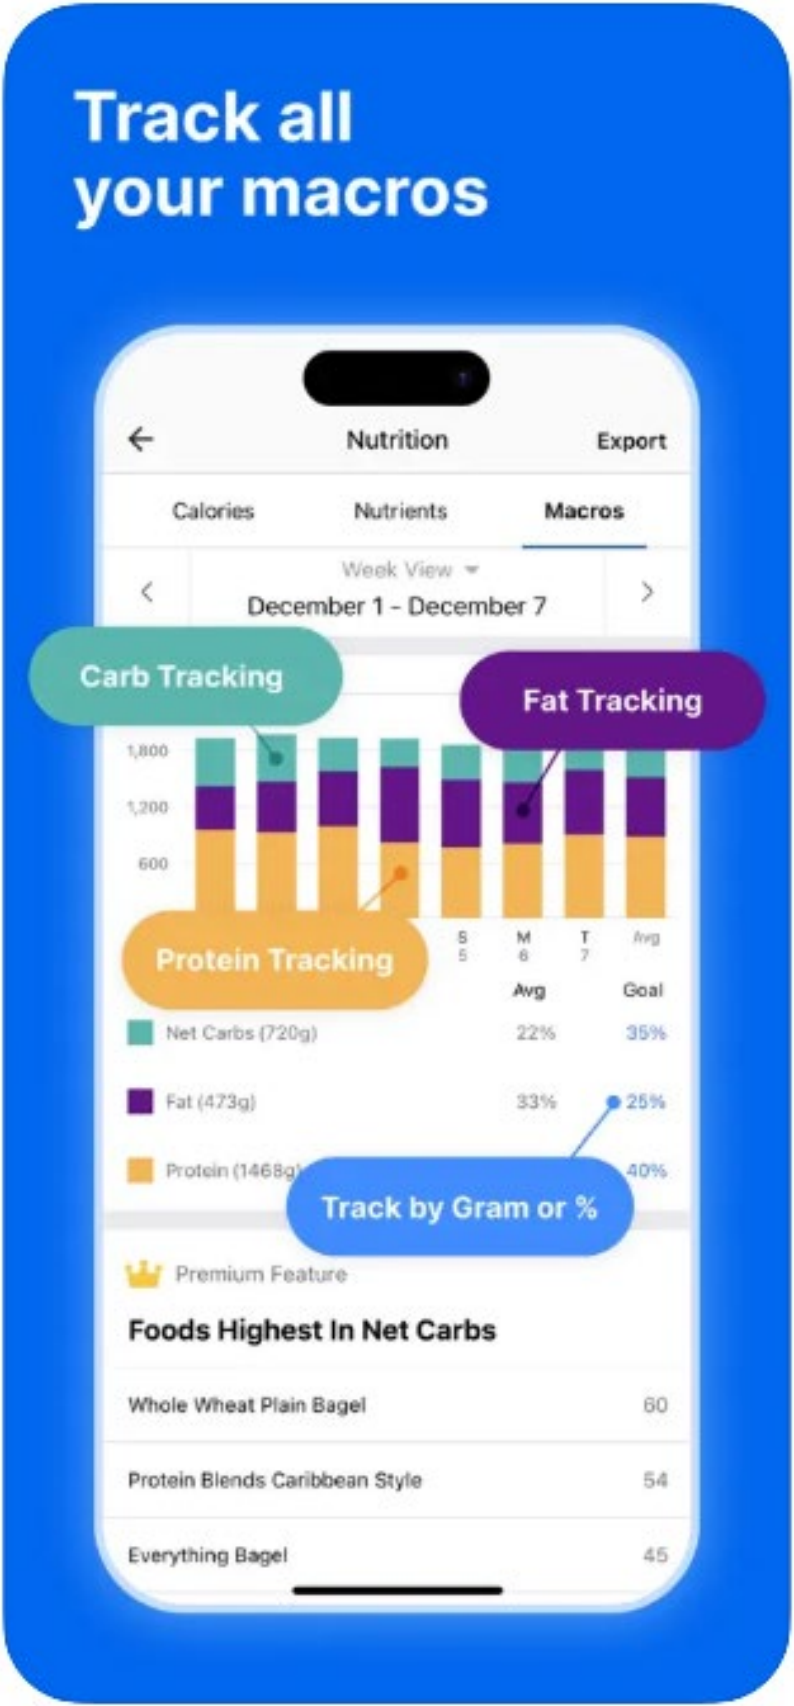 Track all
your macros
Nutrition
Export
Calories
Nutrients
Macros
Week View
December 1 - December 7
Carb Tracking
Fat Tracking
1,800
1,200
600
Protein Tracking
S
5
M
6
T
7
Avg
Avg
Goal
Net Carbs (720g)
22%
35%
Fat (473g)
33%
25%
Protein (1468g)
40%
Track by Gram or %
Premium Feature
Foods Highest In Net Carbs
Whole Wheat Plain Bagel
60
Protein Blends Caribbean Style
54
Everything Bagel
45